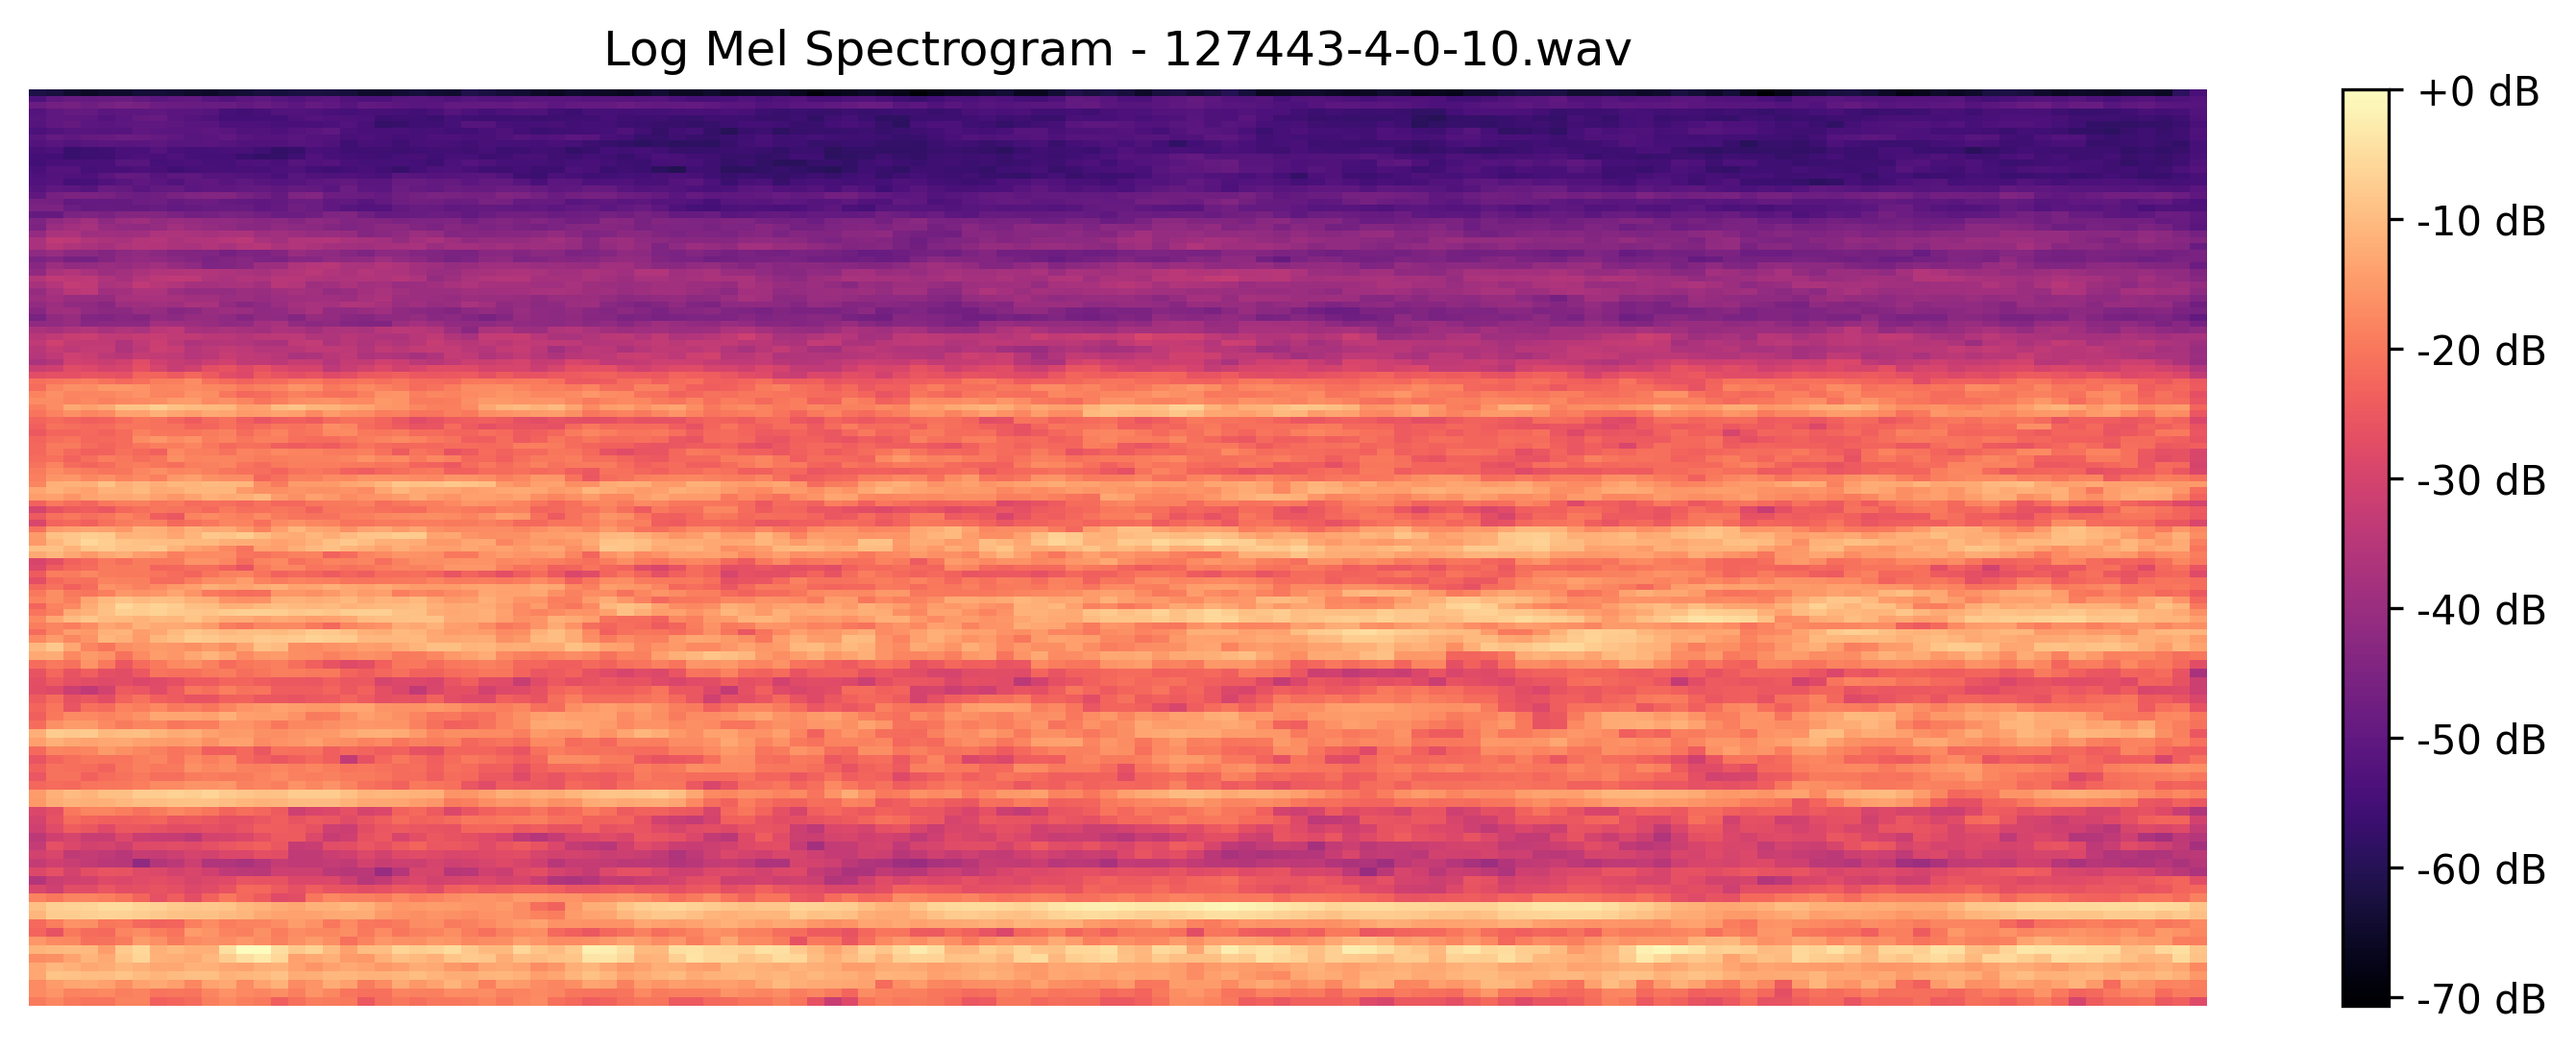 Log Mel Spectrogram - 127443-4-0-10.wav
+0 dB
-10 dB
-20 dB
-30 dB
-40 dB
-50 dB
-60 dB
-70 dB